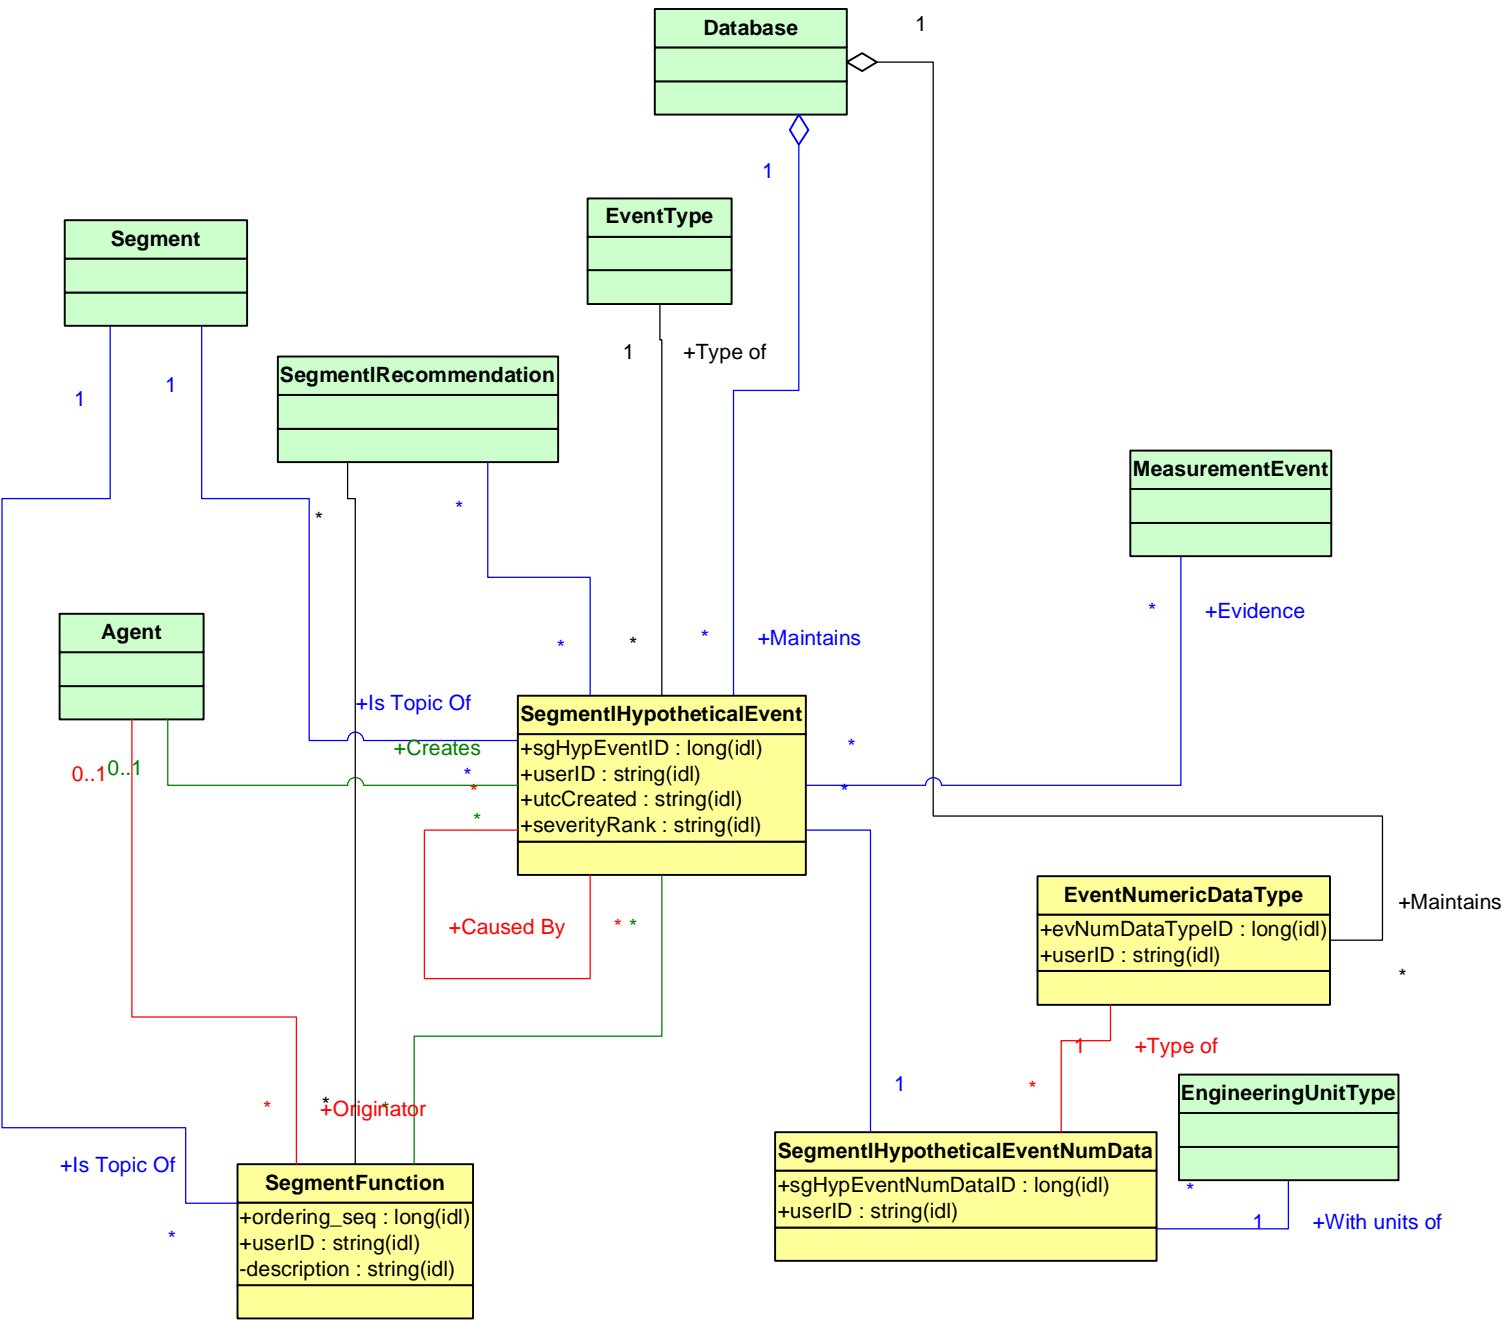 Database
1
1
EventType
Segment
1
+Type of
SegmentIRecommendation
1
1
MeasurementEvent
*
*
*
+Evidence
Agent
*
*
*
+Maintains
+Is Topic Of
SegmentIHypotheticalEvent
+Creates
+sgHypEventID : long(idl)
*
0..1
0..1
*
+userID : string(idl)
*
*
+utcCreated : string(idl)
*
+severityRank : string(idl)
EventNumericDataType
+Maintains
+Caused By
*
*
+evNumDataTypeID : long(idl)
+userID : string(idl)
*
1
+Type of
1
*
EngineeringUnitType
*
*
+Originator
*
SegmentIHypotheticalEventNumData
+Is Topic Of
SegmentFunction
+sgHypEventNumDataID : long(idl)
*
+userID : string(idl)
+ordering_seq : long(idl)
1
+With units of
*
+userID : string(idl)
-description : string(idl)